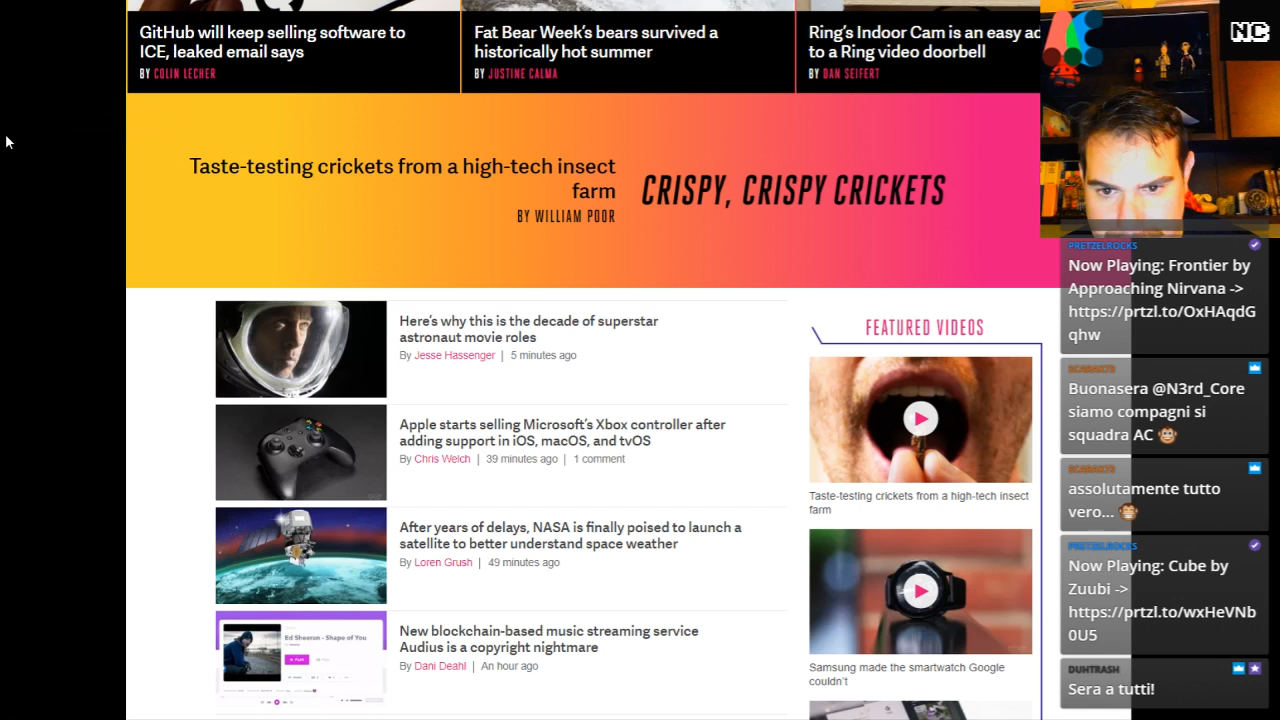 GitHub will keep selling software to
ICE, leaked email says
BY COLIN LECHER
Fat Bear Week's bears survived a
historically hot summer
BY JUSTINE CALMA
Ring's Indoor Cam is an easy ad
to a Ring video doorbell
BY DAN SEIFERT
NC
Taste-testing crickets from a high-tech insect
farm
BY WILLIAM POOR
CRISPY, CRISPY CRICKETS
Here's why this is the decade of superstar
astronaut movie roles
By Jesse Hassenger | 5 minutes ago
Apple starts selling Microsoft's Xbox controller after
adding support in iOS, macOS, and tvOS
By Chris Welch | 39 minutes ago | 1 comment
After years of delays, NASA is finally poised to launch a
satellite to better understand space weather
By Loren Grush | 49 minutes ago
Ed Sheeran - Shape of You
PLAY
New blockchain-based music streaming service
Audius is a copyright nightmare
By Dani Deahl | An hour ago
FEATURED VIDEOS
Taste-testing crickets from a high-tech insect
farm
Samsung made the smartwatch Google
couldn't
PRETZELROCKS
Now Playing: Frontier by
Approaching Nirvana ->
https://prtzl.to/OxHAqdG
qhw
Buonasera @N3rd_Core
siamo compagni si
squadra AC 🐵
assolutamente tutto
vero... 🐵
PRETZELROCKS
Now Playing: Cube by
Zuubi ->
https://prtzl.to/wxHeVNb
0U5
DUHTRASH
Sera a tutti!